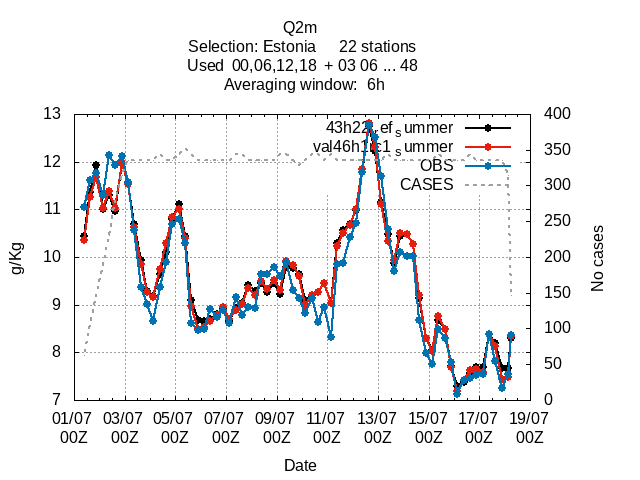 Q2m
Selection: Estonia 22 stations
Used 00,06,12,18 + 03 06 ... 48
Averaging window: 6h
43h22_ref_summer
OBS
CASES
g/Kg
No cases
13
12
11
10
9
8
7
400
350
300
250
200
150
100
50
0
01/07 03/07 05/07 07/07 09/07 11/07 13/07 15/07 17/07 19/07
00Z 00Z 00Z 00Z 00Z 00Z 00Z 00Z 00Z 00Z
Date